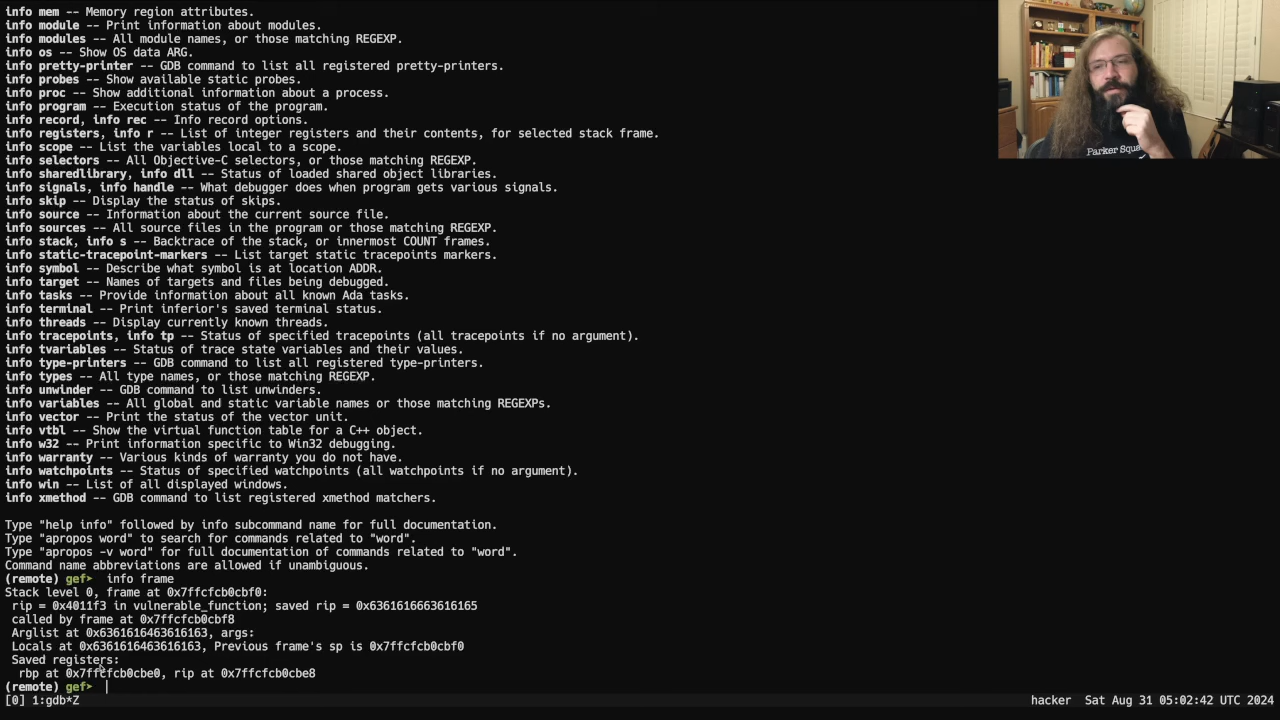 info mem -- Memory region attributes.
info module -- Print information about modules.
info modules -- All module names, or those matching REGEXP.
info os -- Show OS data ARG.
info pretty-printer -- GDB command to list all registered pretty-printers.
info probes -- Show available static probes.
info proc -- Show additional information about a process.
info program -- Execution status of the program.
info record, info rec -- Info record options.
info registers, info r -- List of integer registers and their contents, for selected stack frame.
info scope -- List the variables local to a scope.
info selectors -- All Objective-C selectors, or those matching REGEXP.
info sharedlibrary, info dll -- Status of loaded shared object libraries.
info signals, info handle -- What debugger does when program gets various signals.
info skip -- Display the status of skips.
info source -- Information about the current source file.
info sources -- All source files in the program or those matching REGEXP.
info stack, info s -- Backtrace of the stack, or innermost COUNT frames.
info static-tracepoint-markers -- List target static tracepoints markers.
info symbol -- Describe what symbol is at location ADDR.
info target -- Names of targets and files being debugged.
info tasks -- Provide information about all known Ada tasks.
info terminal -- Print inferior's saved terminal status.
info threads -- Display currently known threads.
info tracepoints, info tp -- Status of specified tracepoints (all tracepoints if no argument).
info tvariables -- Status of trace state variables and their values.
info type-printers -- GDB command to list all registered type-printers.
info types -- All type names, or those matching REGEXP.
info unwinder -- GDB command to list unwinders.
info variables -- All global and static variable names or those matching REGEXPs.
info vector -- Print the status of the vector unit.
info vtbl -- Show the virtual function table for a C++ object.
info w32 -- Print information specific to Win32 debugging.
info warranty -- Various kinds of warranty you do not have.
info watchpoints -- Status of specified watchpoints (all watchpoints if no argument).
info win -- List of all displayed windows.
info xmethod -- GDB command to list registered xmethod matchers.
Type "help info" followed by info subcommand name for full documentation.
Type "apropos word" to search for commands related to "word".
Type "apropos -v word" for full documentation of commands related to "word".
Command name abbreviations are allowed if unambiguous.
(remote) gef➤ info frame
Stack level 0, frame at 0x7ffcfcb0cbf0:
rip = 0x4011f3 in vulnerable_function; saved rip = 0x6361616663616165
called by frame at 0x7ffcfcb0cbf8
Arglist at 0x6361616463616163, args:
Locals at 0x6361616463616163, Previous frame's sp is 0x7ffcfcb0cbf0
Saved registers:
rbp at 0x7ffcfcb0cbe0, rip at 0x7ffcfcb0cbe8
(remote) gef➤
[0] 1:gdb*Z
hacker Sat Aug 31 05:02:42 UTC 2024
Parker Squa